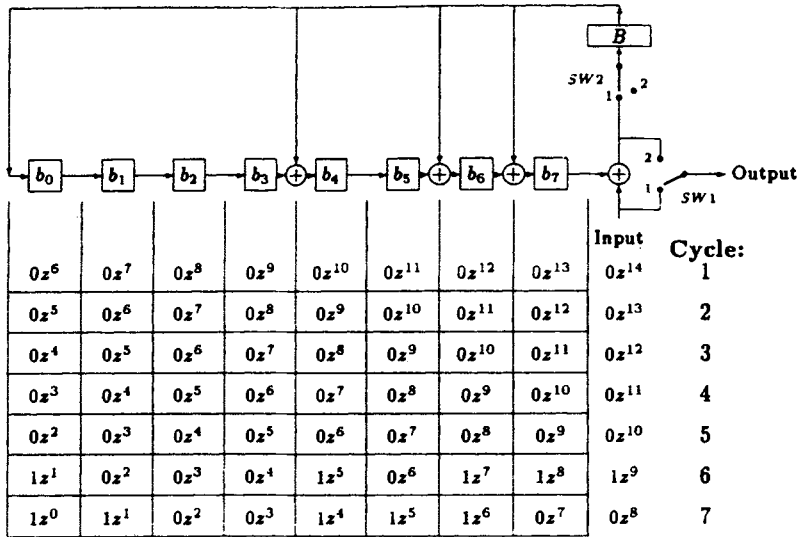 B
SW2 1 2
b₀ b₁ b₂ b₃ + b₄ b₅ + b₆ + b₇ + 2 1 SW1 Output
Input Cycle:
0z⁶ 0z⁷ 0z⁸ 0z⁹ 0z¹⁰ 0z¹¹ 0z¹² 0z¹³ 0z¹⁴ 1
0z⁵ 0z⁶ 0z⁷ 0z⁸ 0z⁹ 0z¹⁰ 0z¹¹ 0z¹² 0z¹³ 2
0z⁴ 0z⁵ 0z⁶ 0z⁷ 0z⁸ 0z⁹ 0z¹⁰ 0z¹¹ 0z¹² 3
0z³ 0z⁴ 0z⁵ 0z⁶ 0z⁷ 0z⁸ 0z⁹ 0z¹⁰ 0z¹¹ 4
0z² 0z³ 0z⁴ 0z⁵ 0z⁶ 0z⁷ 0z⁸ 0z⁹ 0z¹⁰ 5
1z¹ 0z² 0z³ 0z⁴ 1z⁵ 0z⁶ 1z⁷ 1z⁸ 1z⁹ 6
1z⁰ 1z¹ 0z² 0z³ 1z⁴ 1z⁵ 1z⁶ 0z⁷ 0z⁸ 7